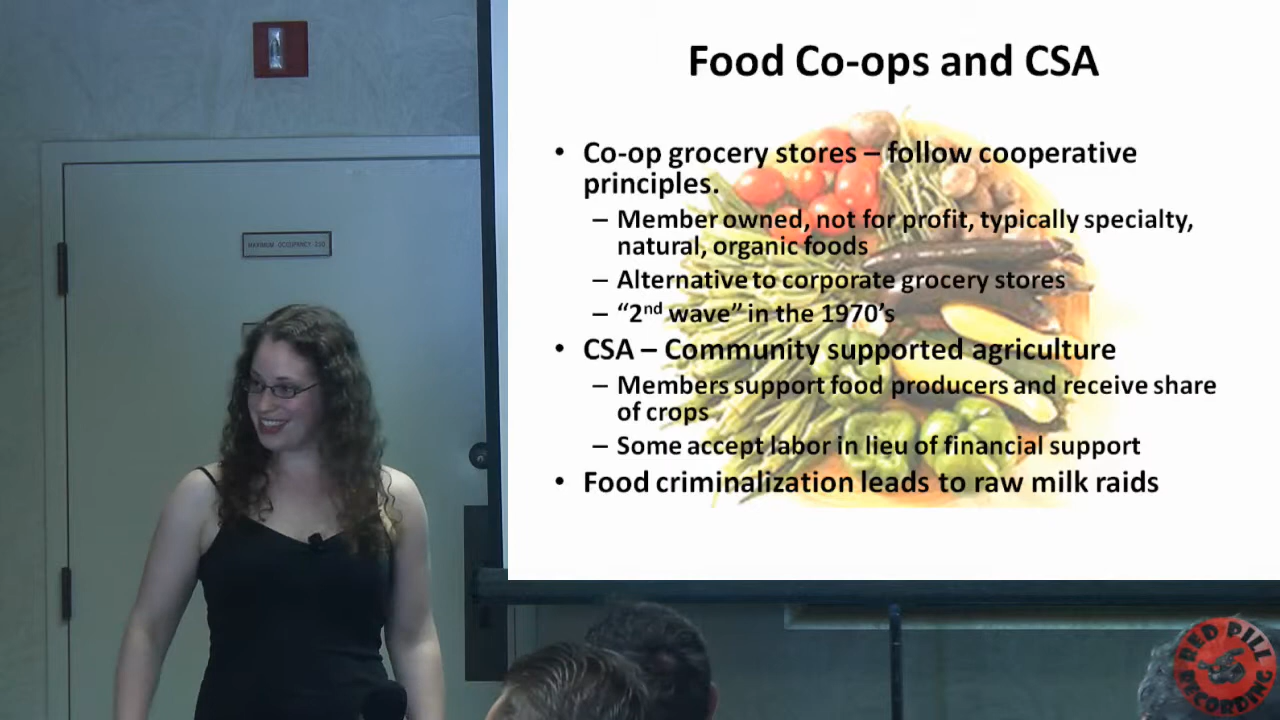 Food Co-ops and CSA
• Co-op grocery stores – follow cooperative
principles.
– Member owned, not for profit, typically specialty,
natural, organic foods
– Alternative to corporate grocery stores
– “2nd wave” in the 1970’s
• CSA – Community supported agriculture
– Members support food producers and receive share
of crops
– Some accept labor in lieu of financial support
• Food criminalization leads to raw milk raids
MAXIMUM OCCUPANCY
RED PILL
RECORDING